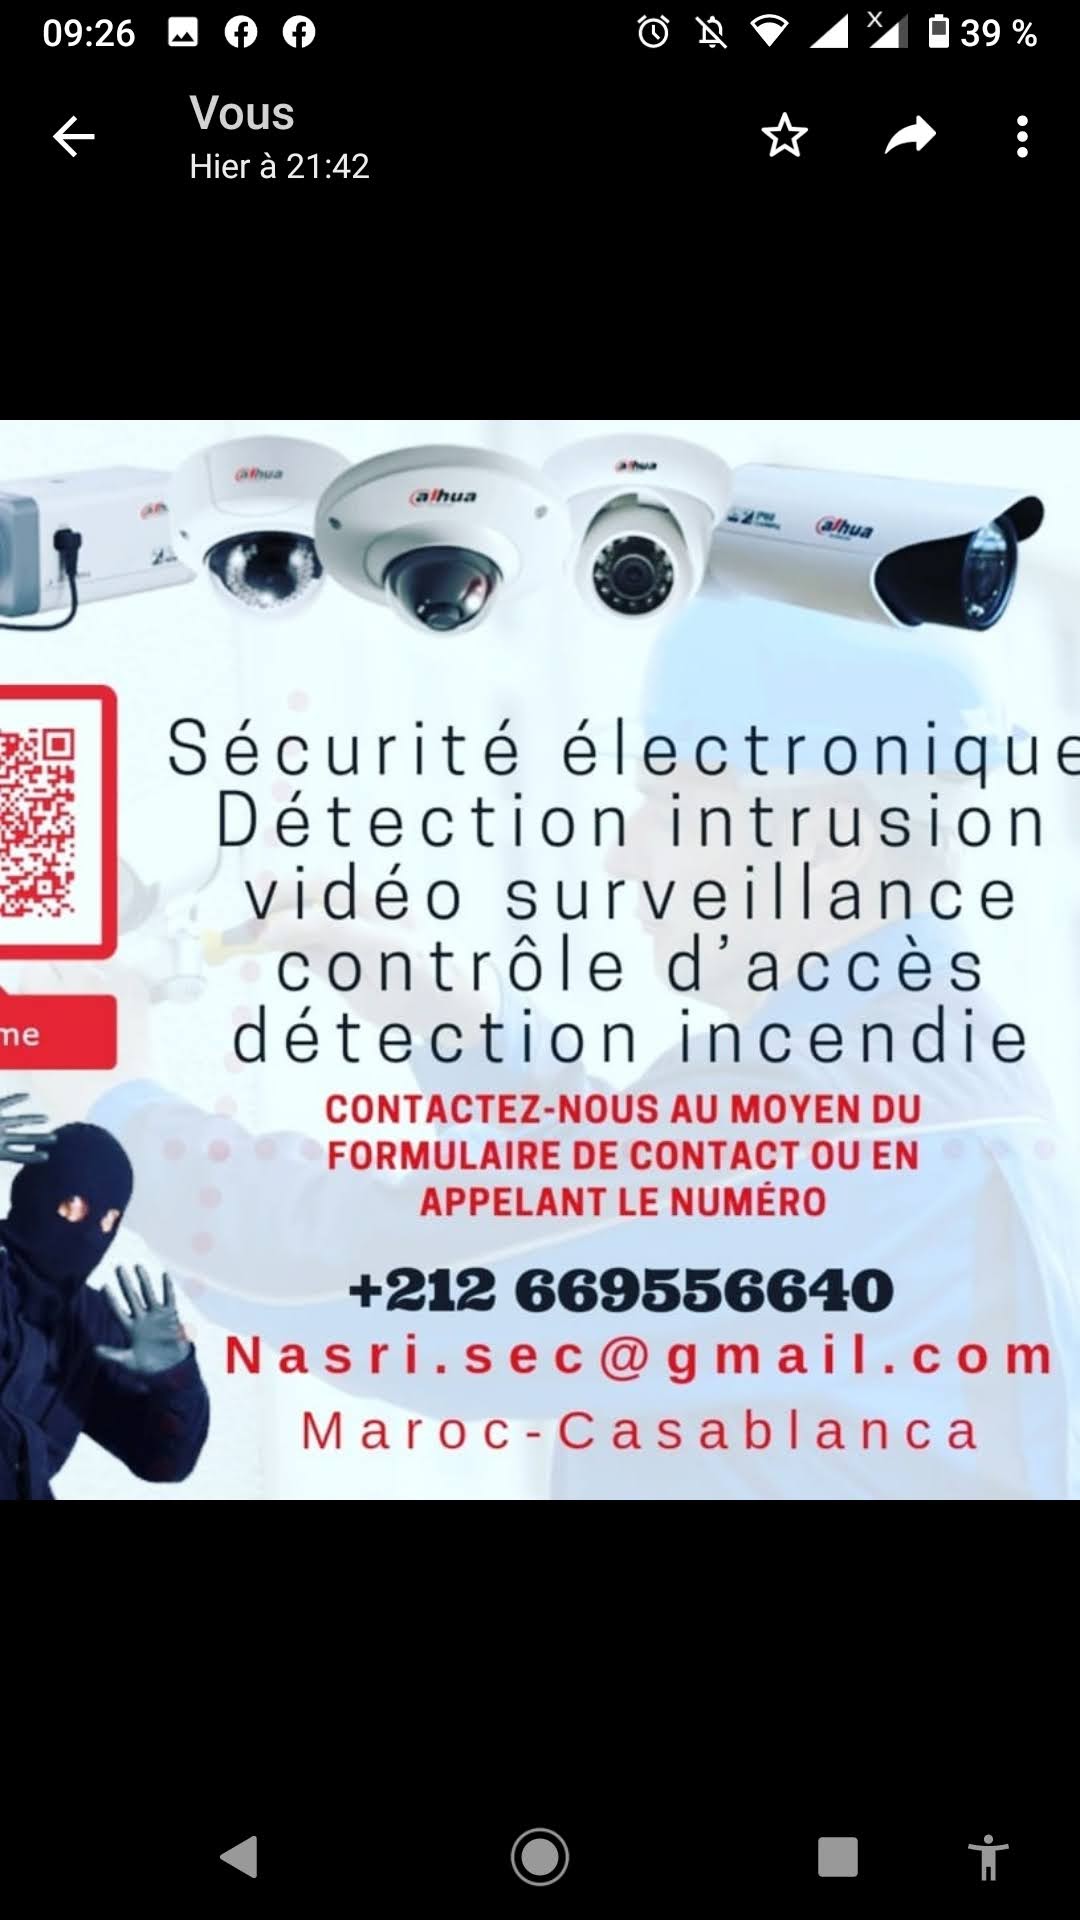 09:26
39 %
Vous
Hier à 21:42
alhua
alhua
alhua
alhua
Sécurité électronique
Détection intrusion
vidéo surveillance
contrôle d'accès
détection incendie
me
CONTACTEZ-NOUS AU MOYEN DU
FORMULAIRE DE CONTACT OU EN
APPELANT LE NUMÉRO
+212 669556640
Nasri.sec@gmail.com
Maroc-Casablanca